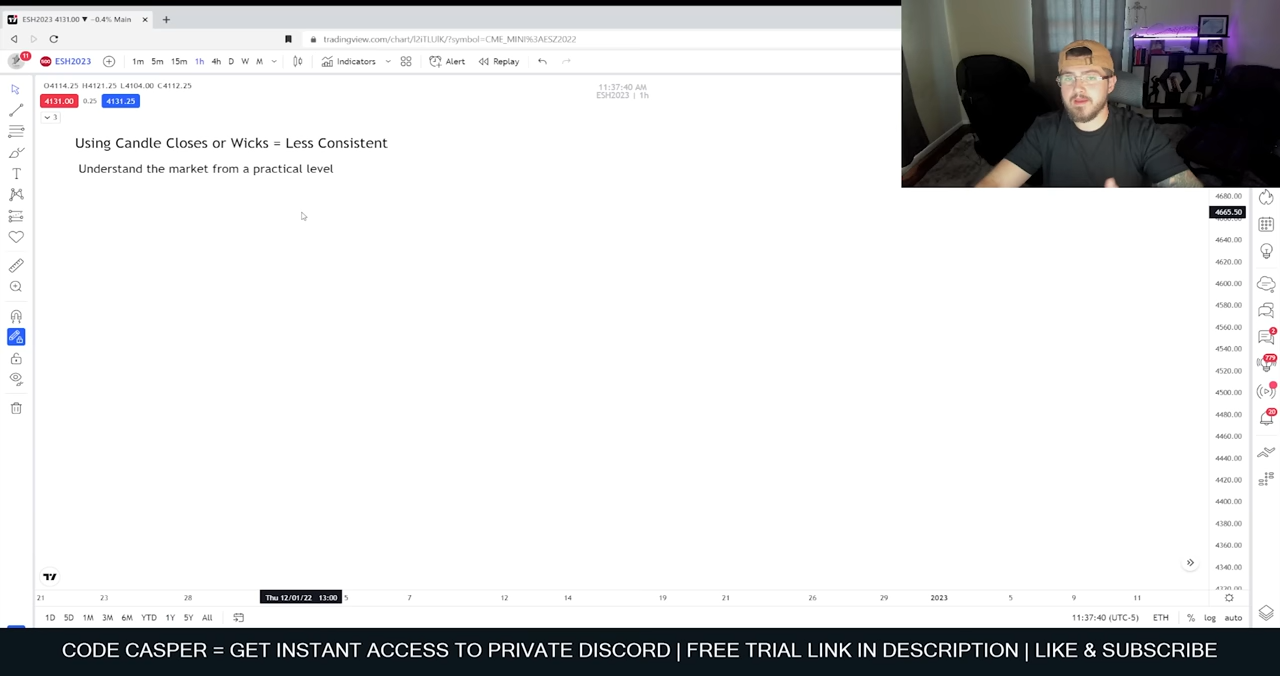 ESH2023 4131.00 ▼ −0.4% Main
tradingview.com/chart/l2iTLUlK/?symbol=CME_MINI%3AESZ2022
11
500
ESH2023
1m 5m 15m 1h 4h D W M
Indicators
Alert
Replay
O4114.25 H4121.25 L4104.00 C4112.25
4131.00 0.25 4131.25
3
11:37:40 AM
ESH2023 | 1h
Using Candle Closes or Wicks = Less Consistent
Understand the market from a practical level
4680.00
4665.50
4640.00
4620.00
4600.00
4580.00
4560.00
4540.00
4520.00
4500.00
4480.00
4460.00
4440.00
4420.00
4400.00
4380.00
4360.00
4340.00
2
779
20
21 23 28 Thu 12/01/22 13:00 5 7 12 14 19 21 26 29 2023 5 9 11
1D 5D 1M 3M 6M YTD 1Y 5Y All
11:37:40 (UTC-5) ETH % log auto
CODE CASPER = GET INSTANT ACCESS TO PRIVATE DISCORD | FREE TRIAL LINK IN DESCRIPTION | LIKE & SUBSCRIBE